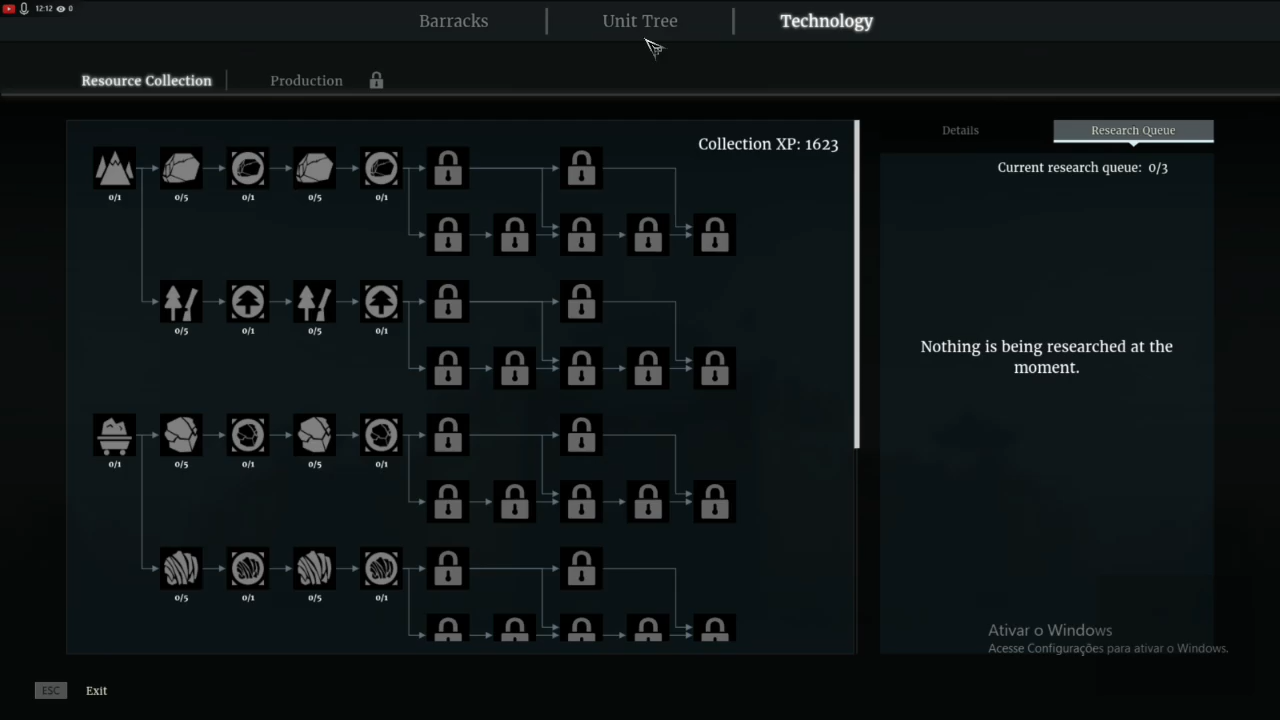 12:12 0
Barracks
Unit Tree
Technology
Resource Collection
Production
Collection XP: 1623
0/1
0/5
0/1
0/5
0/1
0/5
0/1
0/5
0/1
0/1
0/5
0/1
0/5
0/1
0/5
0/1
0/5
0/1
Details
Research Queue
Current research queue: 0/3
Nothing is being researched at the
moment.
Ativar o Windows
Acesse Configurações para ativar o Windows.
ESC Exit